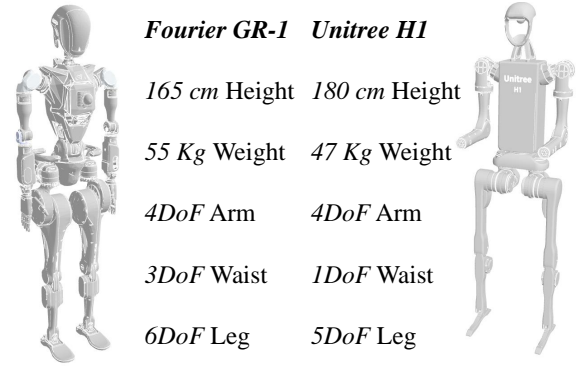 Fourier GR-1 Unitree H1
165 cm Height 180 cm Height
Unitree
H1
55 Kg Weight 47 Kg Weight
4DoF Arm 4DoF Arm
3DoF Waist 1DoF Waist
6DoF Leg 5DoF Leg